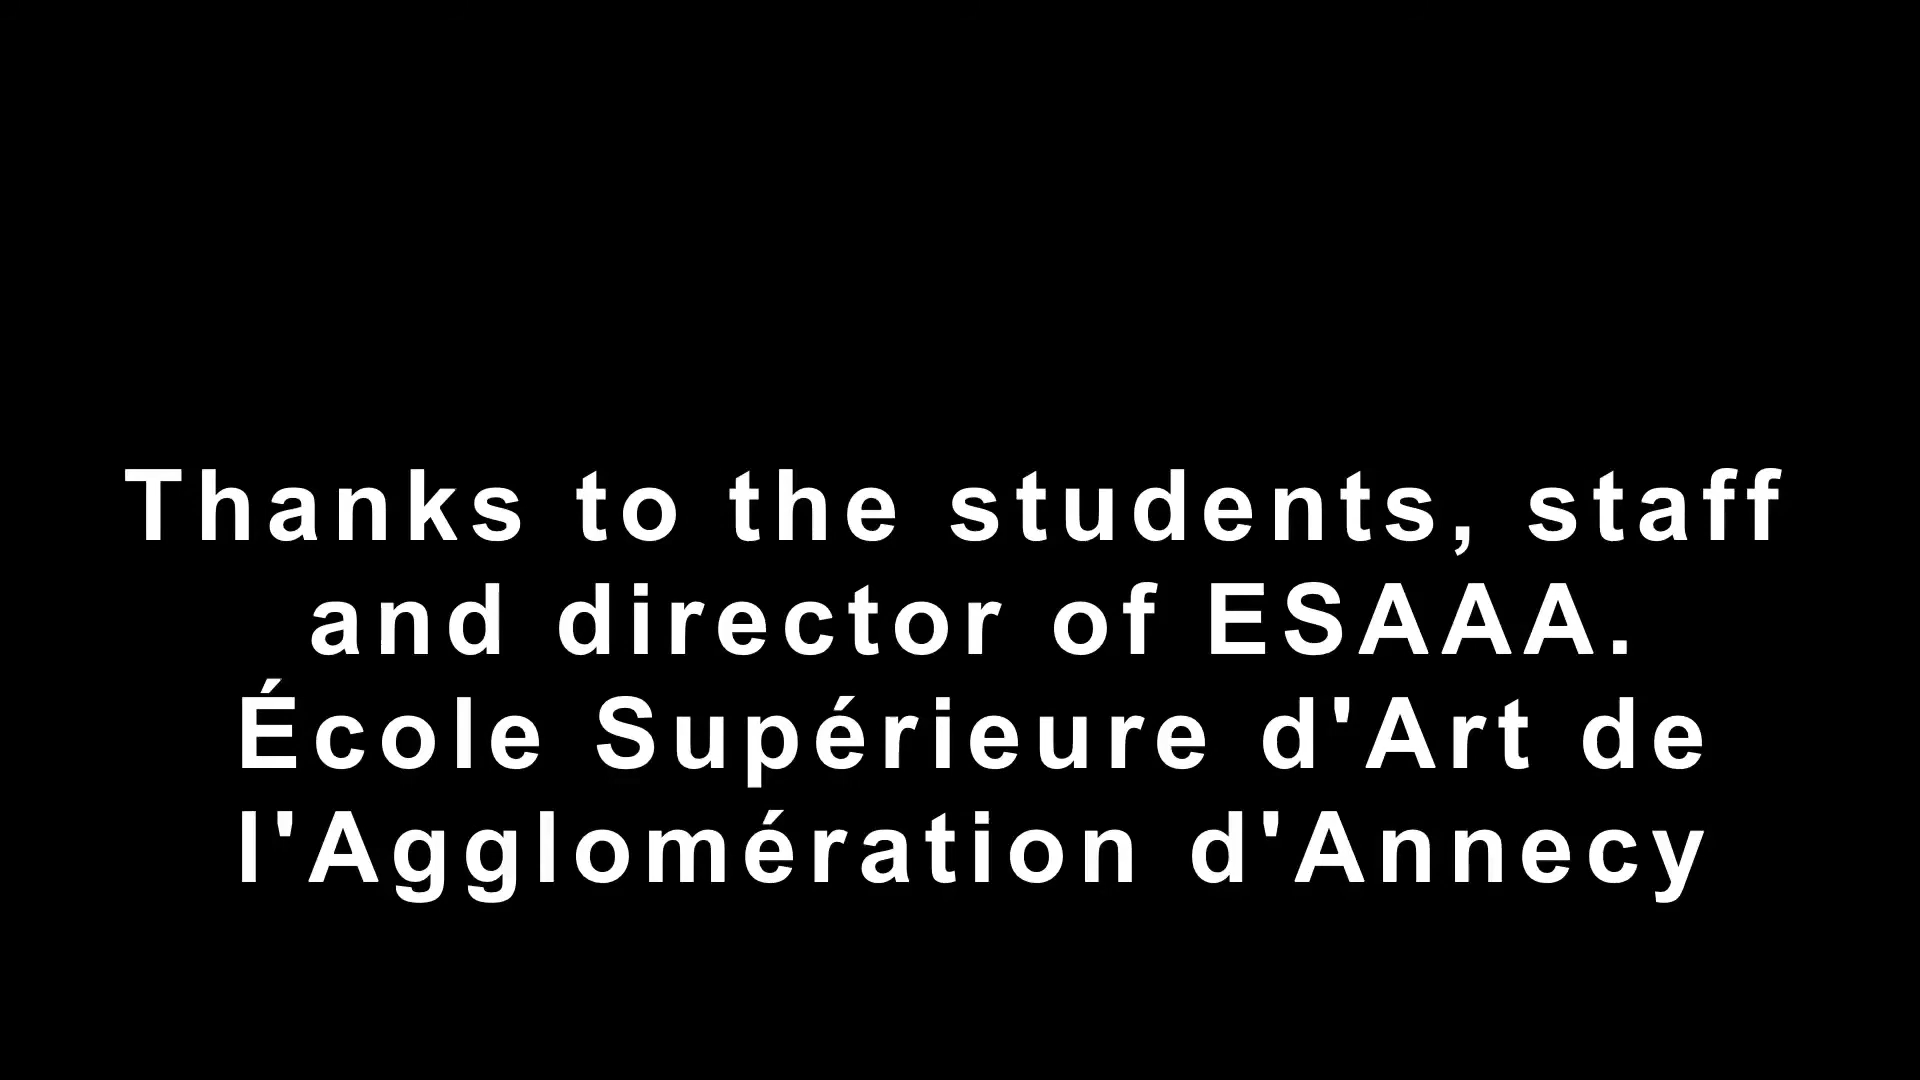 Thanks to the students, staff
and director of ESAAA.
École Supérieure d'Art de
l'Agglomération d'Annecy